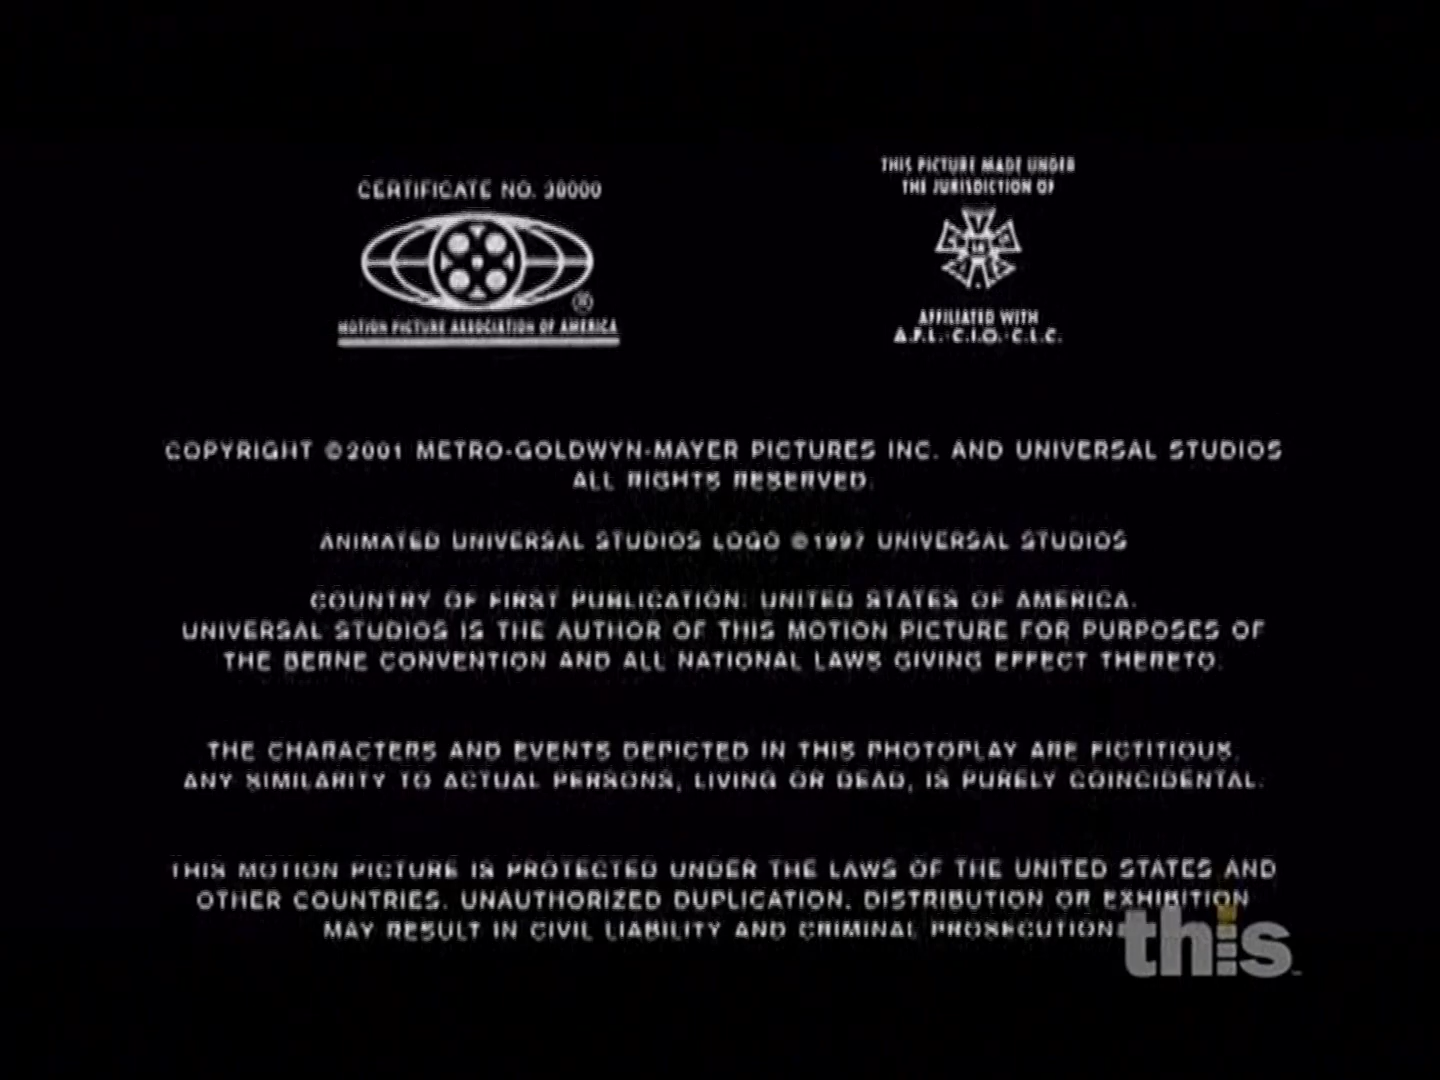 CERTIFICATE NO. 38000
MOTION PICTURE ASSOCIATION OF AMERICA
®
THIS PICTURE MADE UNDER
THE JURISDICTION OF
AFFILIATED WITH
A.F.L.-C.I.O.-C.L.C.
COPYRIGHT ©2001 METRO-GOLDWYN-MAYER PICTURES INC. AND UNIVERSAL STUDIOS
ALL RIGHTS RESERVED.
ANIMATED UNIVERSAL STUDIOS LOGO ©1997 UNIVERSAL STUDIOS
COUNTRY OF FIRST PUBLICATION: UNITED STATES OF AMERICA.
UNIVERSAL STUDIOS IS THE AUTHOR OF THIS MOTION PICTURE FOR PURPOSES OF
THE BERNE CONVENTION AND ALL NATIONAL LAWS GIVING EFFECT THERETO.
THE CHARACTERS AND EVENTS DEPICTED IN THIS PHOTOPLAY ARE FICTITIOUS.
ANY SIMILARITY TO ACTUAL PERSONS, LIVING OR DEAD, IS PURELY COINCIDENTAL.
THIS MOTION PICTURE IS PROTECTED UNDER THE LAWS OF THE UNITED STATES AND
OTHER COUNTRIES. UNAUTHORIZED DUPLICATION, DISTRIBUTION OR EXHIBITION
MAY RESULT IN CIVIL LIABILITY AND CRIMINAL PROSECUTION
this